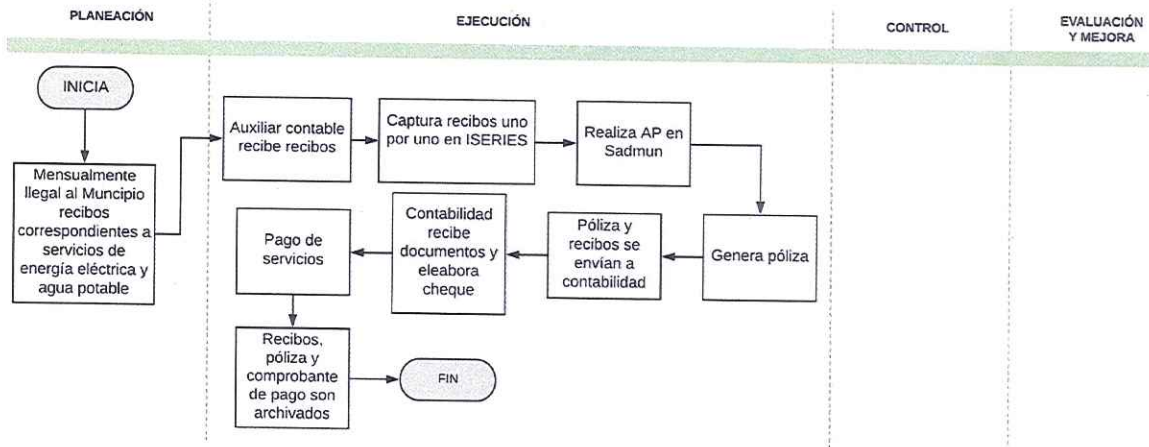 PLANEACIÓN
EJECUCIÓN
CONTROL
EVALUACIÓN
Y MEJORA
INICIA
Mensualmente
llegal al Muncipio
recibos
correspondientes a
servicios de
energía eléctrica y
agua potable
Auxiliar contable
recibe recibos
Captura recibos uno
por uno en ISERIES
Realiza AP en
Sadmun
Genera póliza
Póliza y
recibos se
envían a
contabilidad
Contabilidad
recibe
documentos y
eleabora
cheque
Pago de
servicios
Recibos,
póliza y
comprobante
de pago son
archivados
FIN